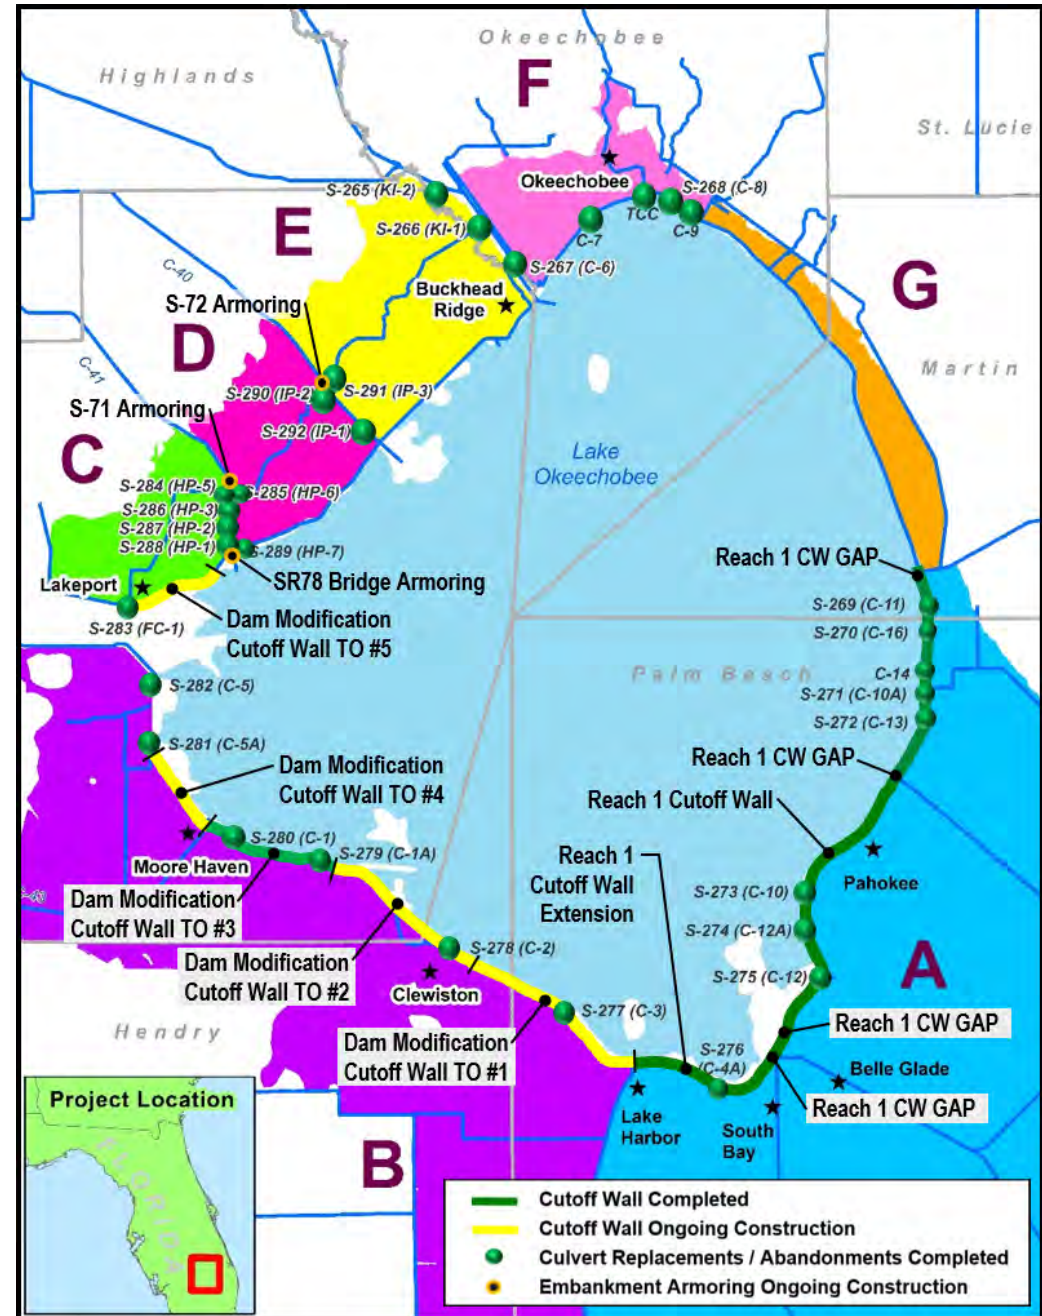 Okeechobee
Highlands
F
St. Lucie
Okeechobee
S-265 (KI-2)
S-268 (C-8)
TCC
C-9
E
S-266 (KI-1)
C-7
C-40
S-267 (C-6)
G
S-72 Armoring
Buckhead
Ridge
D
Martin
C-41
S-290 (IP-2)
S-291 (IP-3)
S-71 Armoring
S-292 (IP-1)
C
Lake
Okeechobee
S-284 (HP-5)
S-285 (HP-6)
S-286 (HP-3)
S-287 (HP-2)
S-288 (HP-1)
S-289 (HP-7)
Reach 1 CW GAP
Lakeport
SR78 Bridge Armoring
S-269 (C-11)
S-283 (FC-1)
Dam Modification
Cutoff Wall TO #5
S-270 (C-16)
Palm Beach
C-14
S-282 (C-5)
S-271 (C-10A)
S-272 (C-13)
S-281 (C-5A)
Reach 1 CW GAP
Dam Modification
Cutoff Wall TO #4
Reach 1 Cutoff Wall
S-280 (C-1)
S-279 (C-1A)
Moore Haven
Reach 1
Cutoff Wall
Extension
Pahokee
S-273 (C-10)
Dam Modification
Cutoff Wall TO #3
S-274 (C-12A)
S-278 (C-2)
Dam Modification
Cutoff Wall TO #2
S-275 (C-12)
A
Clewiston
S-277 (C-3)
Reach 1 CW GAP
Hendry
Dam Modification
Cutoff Wall TO #1
S-276
(C-4A)
Belle Glade
Reach 1 CW GAP
Lake
Harbor
South
Bay
B
Project Location
FLORIDA
Cutoff Wall Completed
Cutoff Wall Ongoing Construction
Culvert Replacements / Abandonments Completed
Embankment Armoring Ongoing Construction